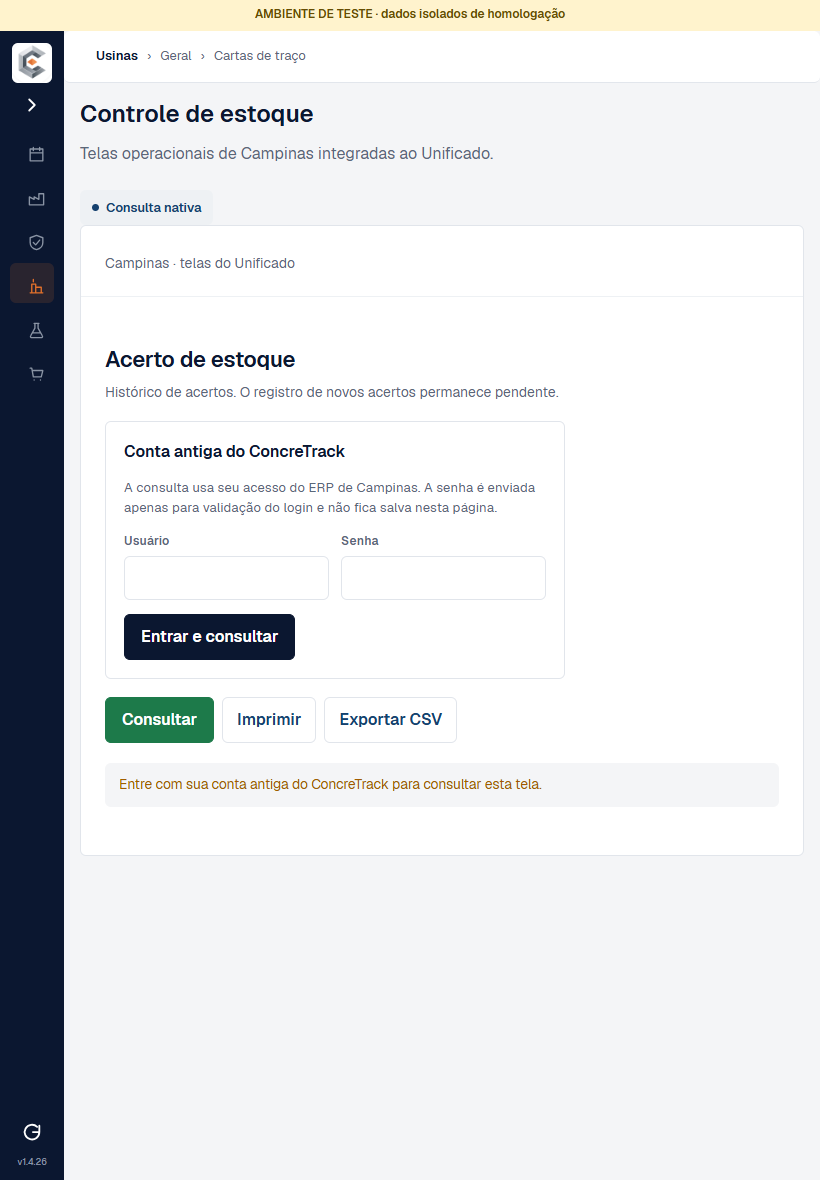 AMBIENTE DE TESTE · dados isolados de homologação
Usinas › Geral › Cartas de traço
Controle de estoque
Telas operacionais de Campinas integradas ao Unificado.
Consulta nativa
Campinas · telas do Unificado
Acerto de estoque
Histórico de acertos. O registro de novos acertos permanece pendente.
Conta antiga do ConcreTrack
A consulta usa seu acesso do ERP de Campinas. A senha é enviada
apenas para validação do login e não fica salva nesta página.
Usuário Senha
Entrar e consultar
Consultar Imprimir Exportar CSV
Entre com sua conta antiga do ConcreTrack para consultar esta tela.
v1.4.26